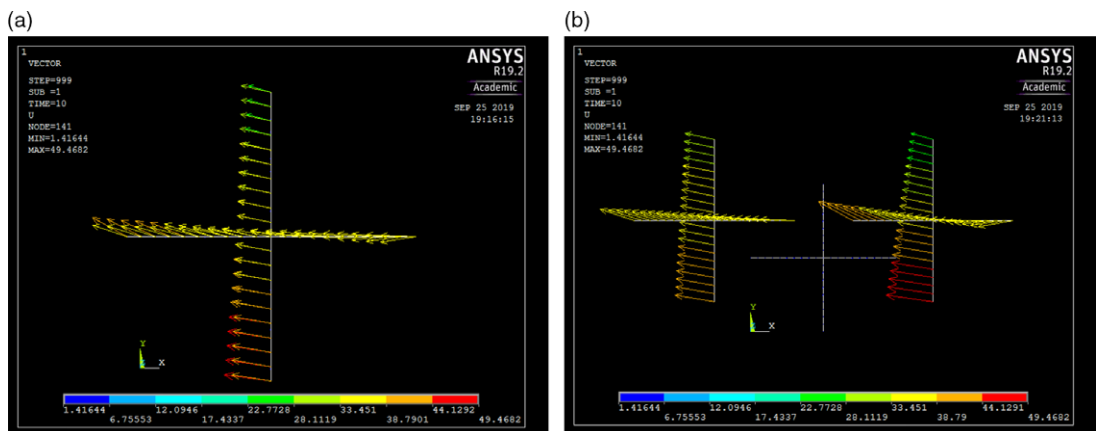 (a)
1
VECTOR
STEP=999
SUB =1
TIME=10
U
NODE=141
MIN=1.41644
MAX=49.4682
ANSYS
R19.2
Academic
SEP 25 2019
19:16:15
Y
X
1.41644 12.0946 22.7728 33.451 44.1292
6.75553 17.4337 28.1119 38.7901 49.4682
(b)
1
VECTOR
STEP=999
SUB =1
TIME=10
U
NODE=141
MIN=1.41644
MAX=49.4682
ANSYS
R19.2
Academic
SEP 25 2019
19:21:13
Y
X
1.41644 12.0946 22.7728 33.451 44.1291
6.75553 17.4337 28.1119 38.79 49.4682